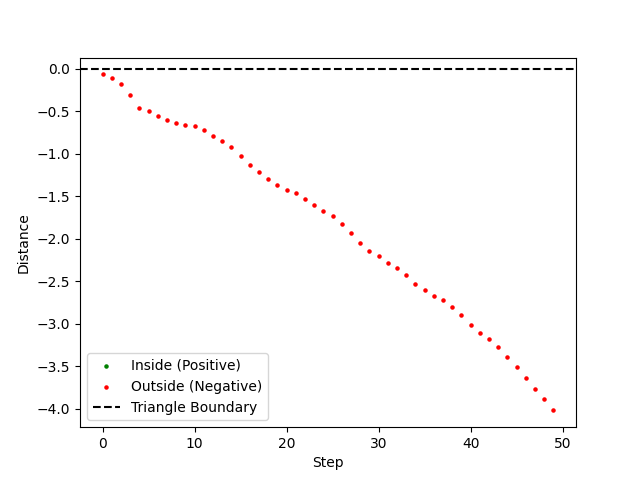 0.0
−0.5
−1.0
−1.5
−2.0
−2.5
−3.0
−3.5
−4.0
Distance
Inside (Positive)
Outside (Negative)
Triangle Boundary
0 10 20 30 40 50
Step